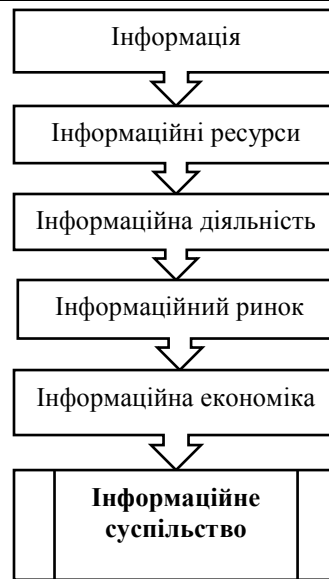 Інформація
Інформаційні ресурси
Інформаційна діяльність
Інформаційний ринок
Інформаційна економіка
Інформаційне
суспільство